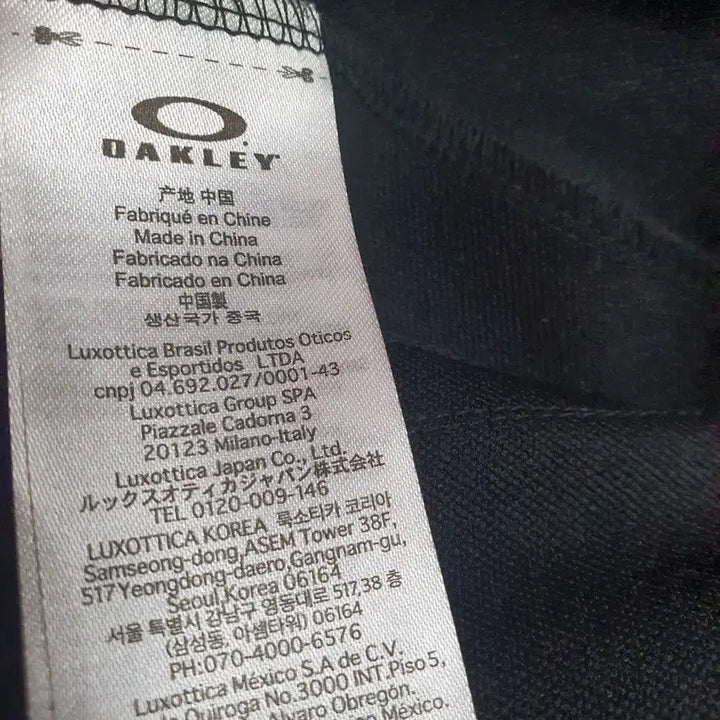 OAKLEY
产地 中国
Fabriqué en Chine
Made in China
Fabricado na China
Fabricado en China
中国製
생산국가 중국
Luxottica Brasil Produtos Oticos
e Esportidos LTDA
cnpj 04.692.027/0001-43
Luxottica Group SPA
Piazzale Cadorna 3
20123 Milano-Italy
Luxottica Japan Co., Ltd.
ルックスオティカジャパン株式会社
TEL 0120-009-146
LUXOTTICA KOREA 룩소티카 코리아
Samseong-dong,ASEM Tower 38F,
517Yeongdong-daero,Gangnam-gu,
Seoul,Korea 06164
서울 특별시 강남구 영동대로 517,38 층
(삼성동, 아셈타워) 06164
PH:070-4000-6576
Luxottica México S.A de C.V.
Quiroga No.3000 INT.Piso 5,
Alvaro Obregón.
México.